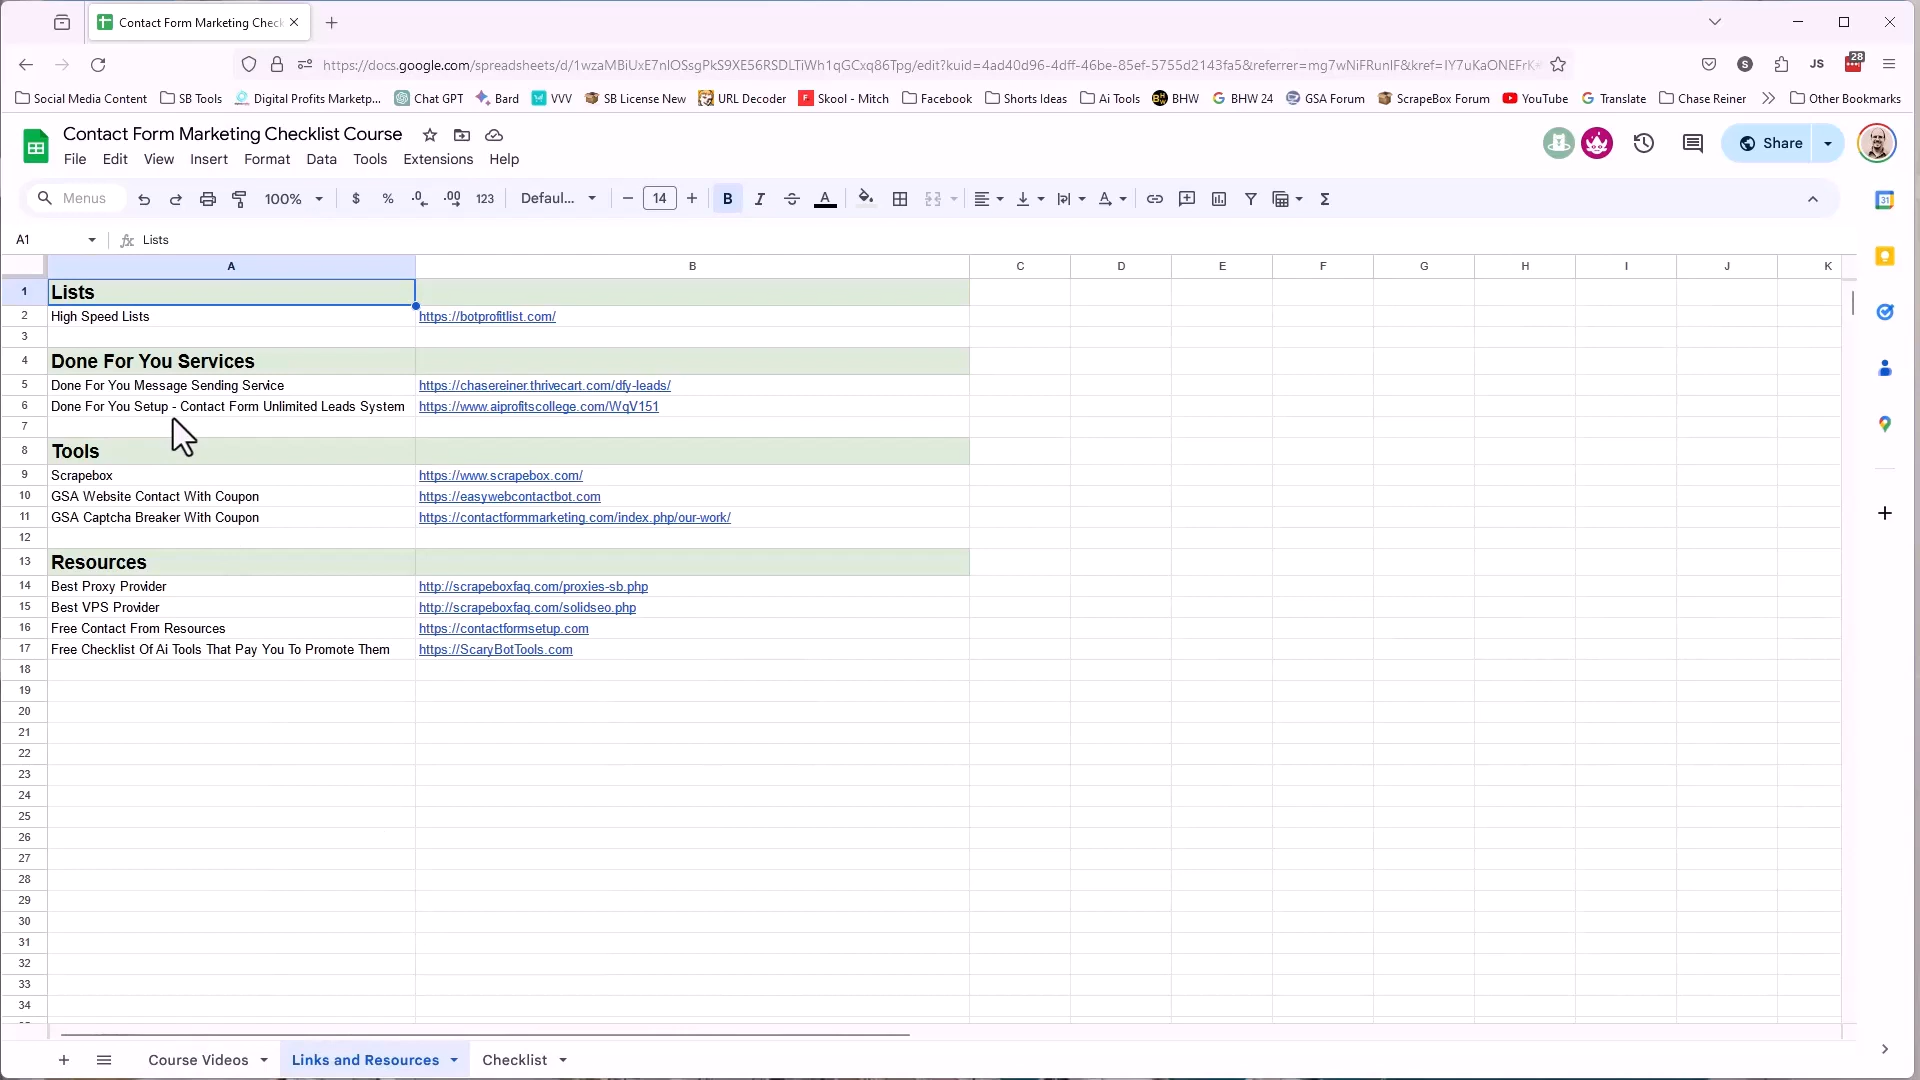 Contact Form Marketing Check
https://docs.google.com/spreadsheets/d/1wzaMBiUxE7nIOSsgPkS9XE56RSDLTiWh1qGCxq86Tpg/edit?kuid=4ad40d96-4dff-46be-85ef-5755d2143fa5&referrer=mg7wNiFRunIF&kref=IY7uKaONEFrK
S JS 28
Social Media Content SB Tools Digital Profits Marketp... Chat GPT Bard VVV SB License New URL Decoder Skool - Mitch Facebook Shorts Ideas Ai Tools BHW BHW 24 GSA Forum ScrapeBox Forum YouTube Translate Chase Reiner Other Bookmarks
Contact Form Marketing Checklist Course
File Edit View Insert Format Data Tools Extensions Help
Share
Menus 100% $ % .0 .00 123 Defaul... 14 B I S A A Σ
31
A1 fx Lists
A B C D E F G H I J K
1 Lists
2 High Speed Lists https://botprofitlist.com/
3
4 Done For You Services
5 Done For You Message Sending Service https://chasereiner.thrivecart.com/dfy-leads/
6 Done For You Setup - Contact Form Unlimited Leads System https://www.aiprofitscollege.com/WqV151
7
8 Tools
9 Scrapebox https://www.scrapebox.com/
10 GSA Website Contact With Coupon https://easywebcontactbot.com
11 GSA Captcha Breaker With Coupon https://contactformmarketing.com/index.php/our-work/
12
13 Resources
14 Best Proxy Provider http://scrapeboxfaq.com/proxies-sb.php
15 Best VPS Provider http://scrapeboxfaq.com/solidseo.php
16 Free Contact From Resources https://contactformsetup.com
17 Free Checklist Of Ai Tools That Pay You To Promote Them https://ScaryBotTools.com
18
19
20
21
22
23
24
25
26
27
28
29
30
31
32
33
34
Course Videos Links and Resources Checklist